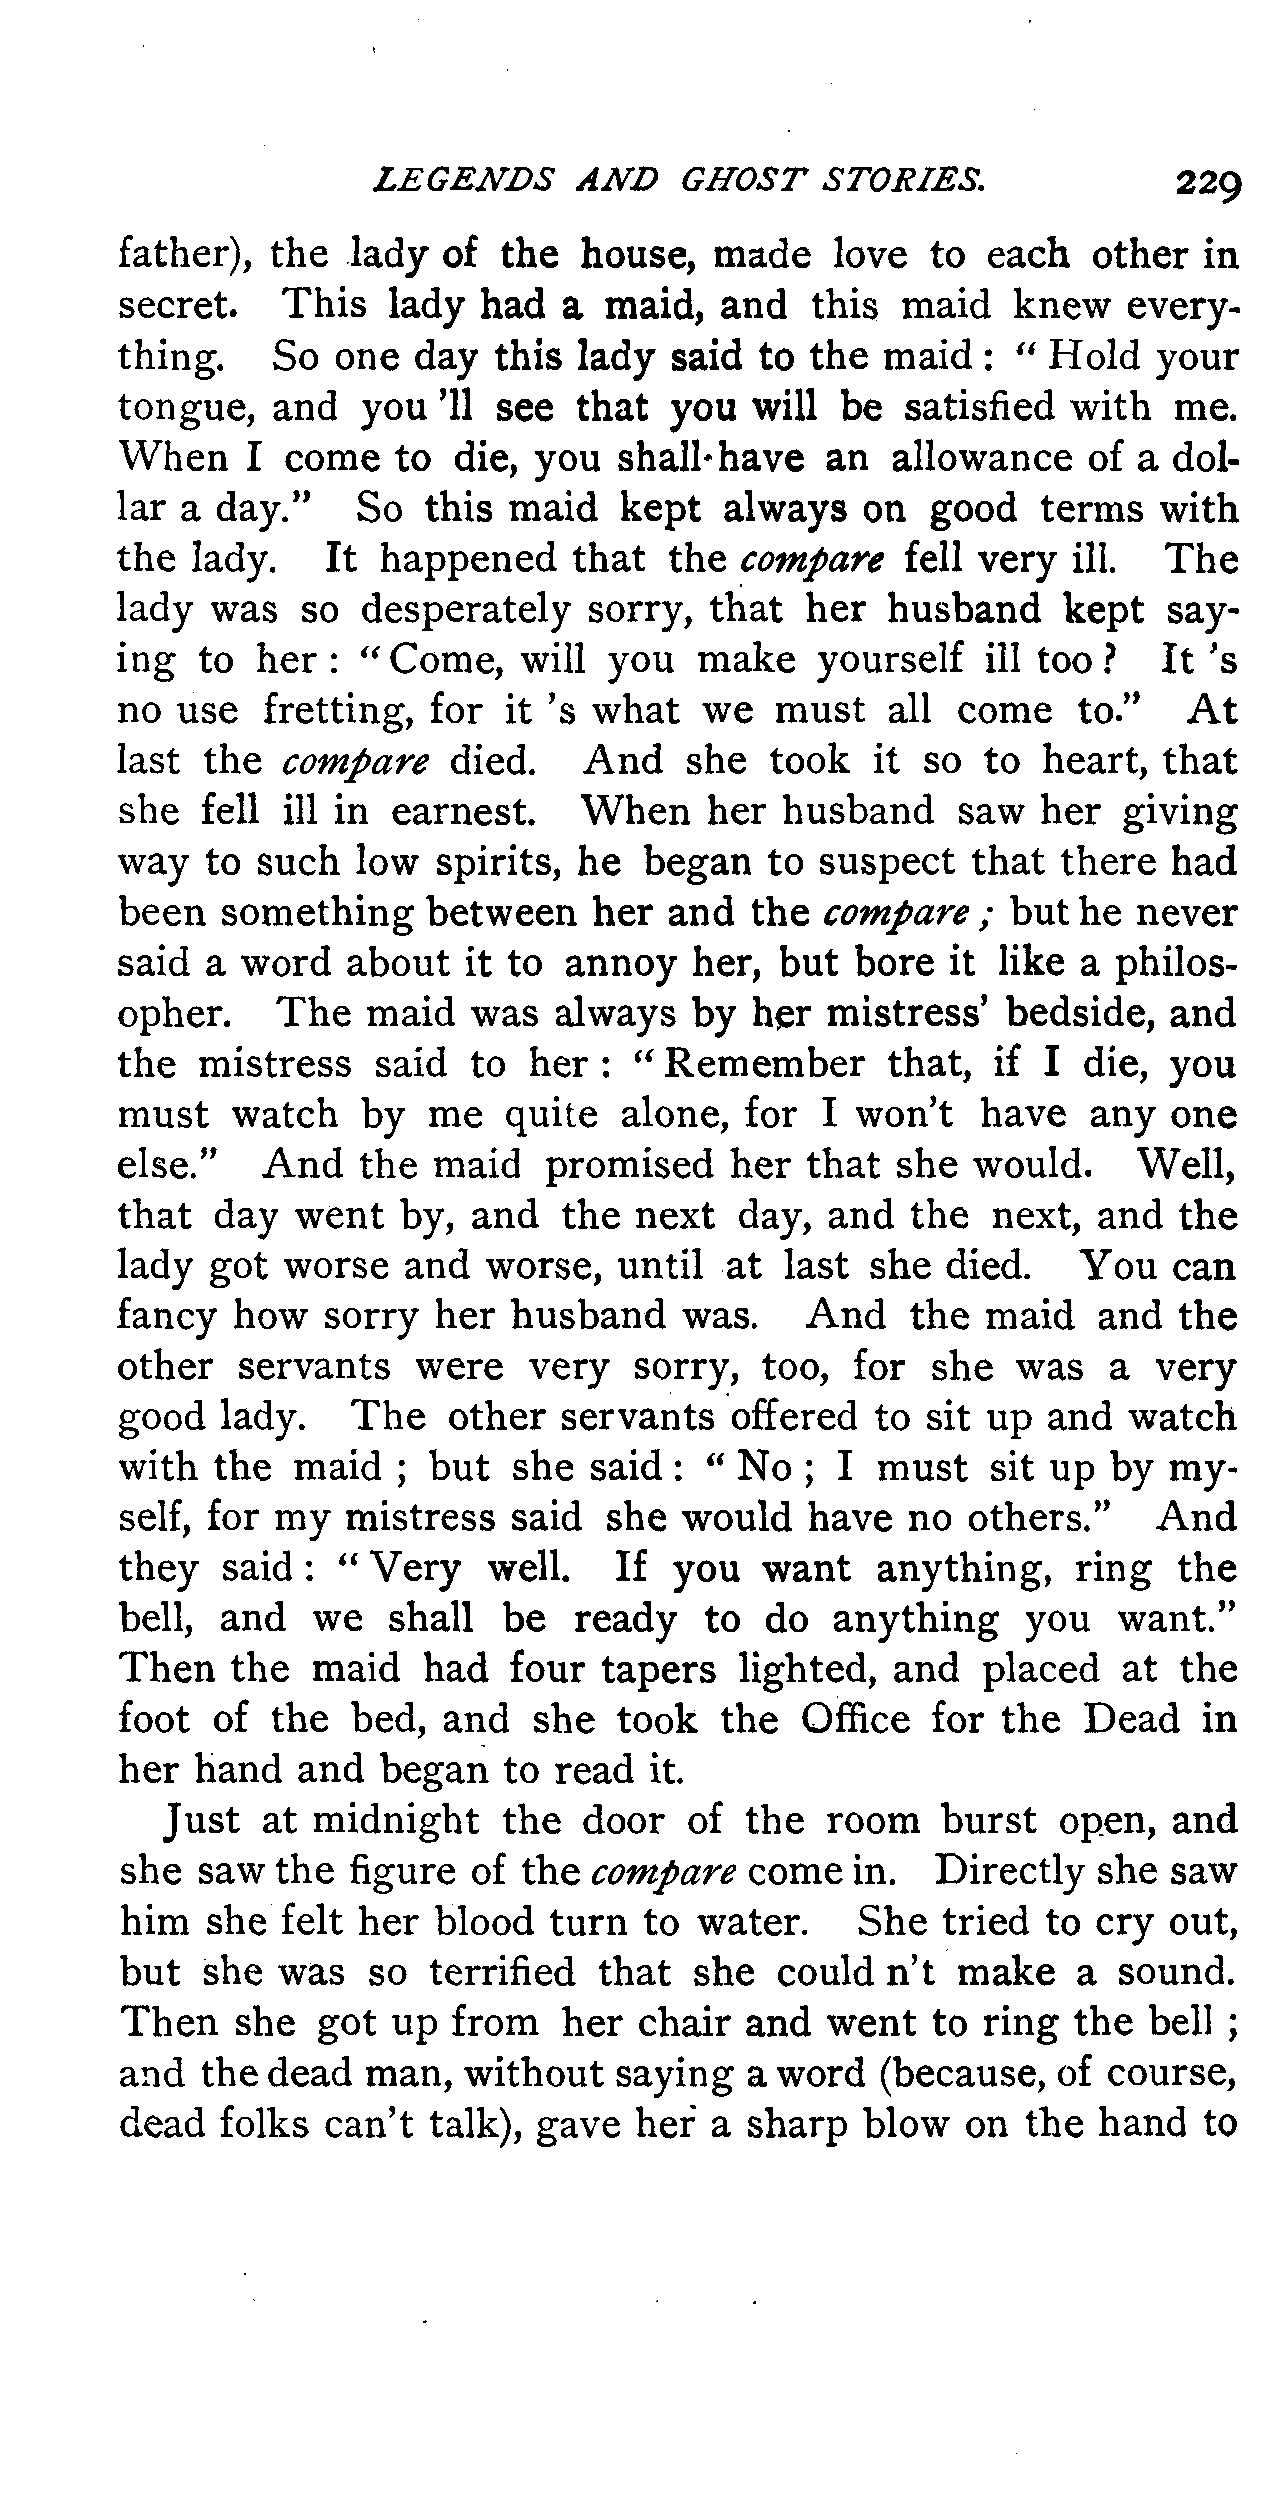 LEGENDS AND GHOST STORIES. 229
father), the lady of the house, made love to each other in
secret. This lady had a maid, and this maid knew every-
thing. So one day this lady said to the maid : “ Hold your
tongue, and you 'll see that you will be satisfied with me.
When I come to die, you shall have an allowance of a dol-
lar a day.” So this maid kept always on good terms with
the lady. It happened that the compare fell very ill. The
lady was so desperately sorry, that her husband kept say-
ing to her : “ Come, will you make yourself ill too ? It 's
no use fretting, for it 's what we must all come to.” At
last the compare died. And she took it so to heart, that
she fell ill in earnest. When her husband saw her giving
way to such low spirits, he began to suspect that there had
been something between her and the compare ; but he never
said a word about it to annoy her, but bore it like a philos-
opher. The maid was always by her mistress' bedside, and
the mistress said to her : “ Remember that, if I die, you
must watch by me quite alone, for I won't have any one
else.” And the maid promised her that she would. Well,
that day went by, and the next day, and the next, and the
lady got worse and worse, until at last she died. You can
fancy how sorry her husband was. And the maid and the
other servants were very sorry, too, for she was a very
good lady. The other servants offered to sit up and watch
with the maid ; but she said : “ No ; I must sit up by my-
self, for my mistress said she would have no others.” And
they said : “ Very well. If you want anything, ring the
bell, and we shall be ready to do anything you want.”
Then the maid had four tapers lighted, and placed at the
foot of the bed, and she took the Office for the Dead in
her hand and began to read it.
Just at midnight the door of the room burst open, and
she saw the figure of the compare come in. Directly she saw
him she felt her blood turn to water. She tried to cry out,
but she was so terrified that she could n't make a sound.
Then she got up from her chair and went to ring the bell ;
and the dead man, without saying a word (because, of course,
dead folks can't talk), gave her a sharp blow on the hand to